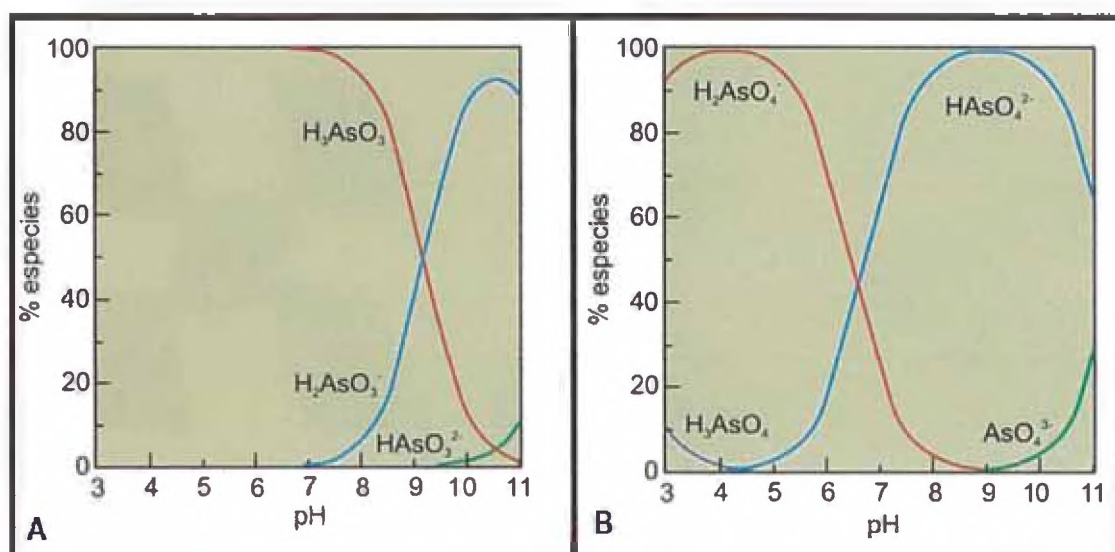 100
80
60
40
20
0
% especies
H₃AsO₃
H₂AsO₃⁻
HAsO₃²⁻
3 4 5 6 7 8 9 10 11
pH
A
100
80
60
40
20
0
% especies
H₂AsO₄⁻
HAsO₄²⁻
H₃AsO₄
AsO₄³⁻
3 4 5 6 7 8 9 10 11
pH
B